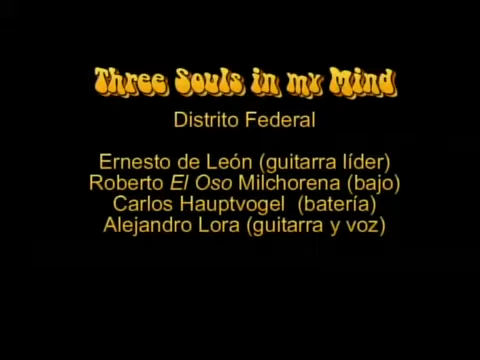 Three Souls in my Mind
Distrito Federal
Ernesto de León (guitarra líder)
Roberto El Oso Milchorena (bajo)
Carlos Hauptvogel (batería)
Alejandro Lora (guitarra y voz)